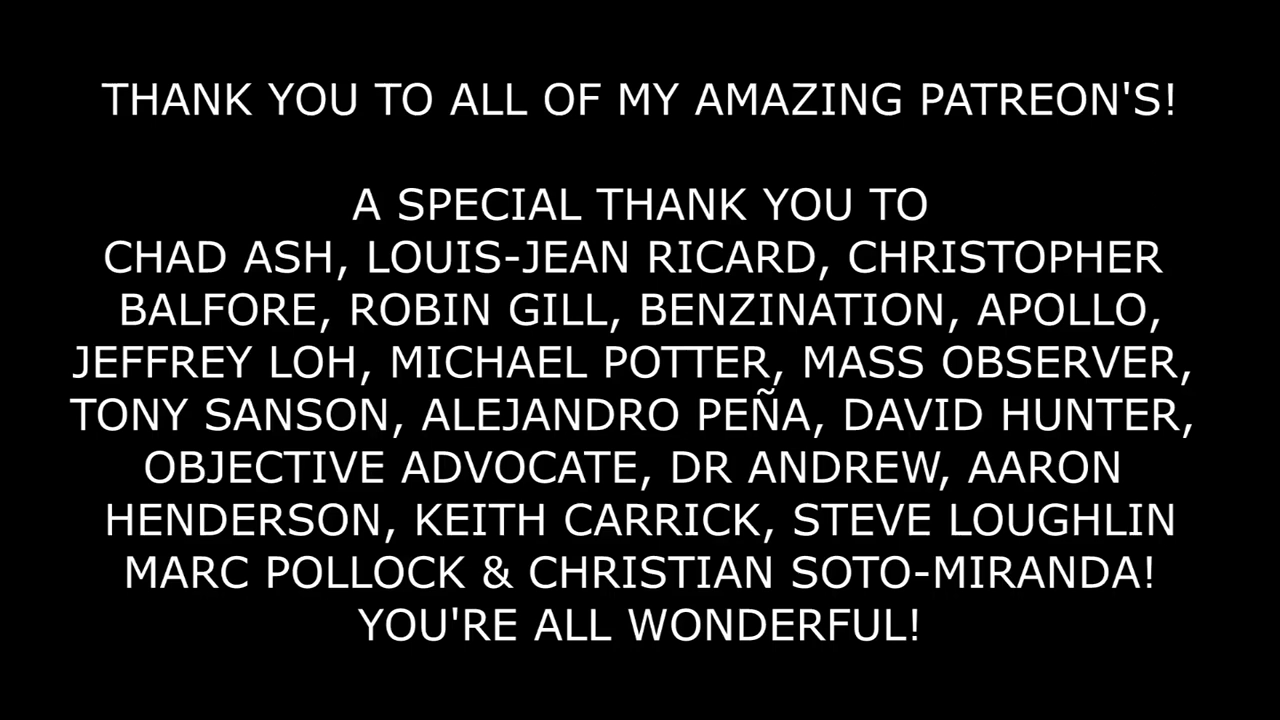 THANK YOU TO ALL OF MY AMAZING PATREON'S!
A SPECIAL THANK YOU TO
CHAD ASH, LOUIS-JEAN RICARD, CHRISTOPHER
BALFORE, ROBIN GILL, BENZINATION, APOLLO,
JEFFREY LOH, MICHAEL POTTER, MASS OBSERVER,
TONY SANSON, ALEJANDRO PEÑA, DAVID HUNTER,
OBJECTIVE ADVOCATE, DR ANDREW, AARON
HENDERSON, KEITH CARRICK, STEVE LOUGHLIN
MARC POLLOCK & CHRISTIAN SOTO-MIRANDA!
YOU'RE ALL WONDERFUL!